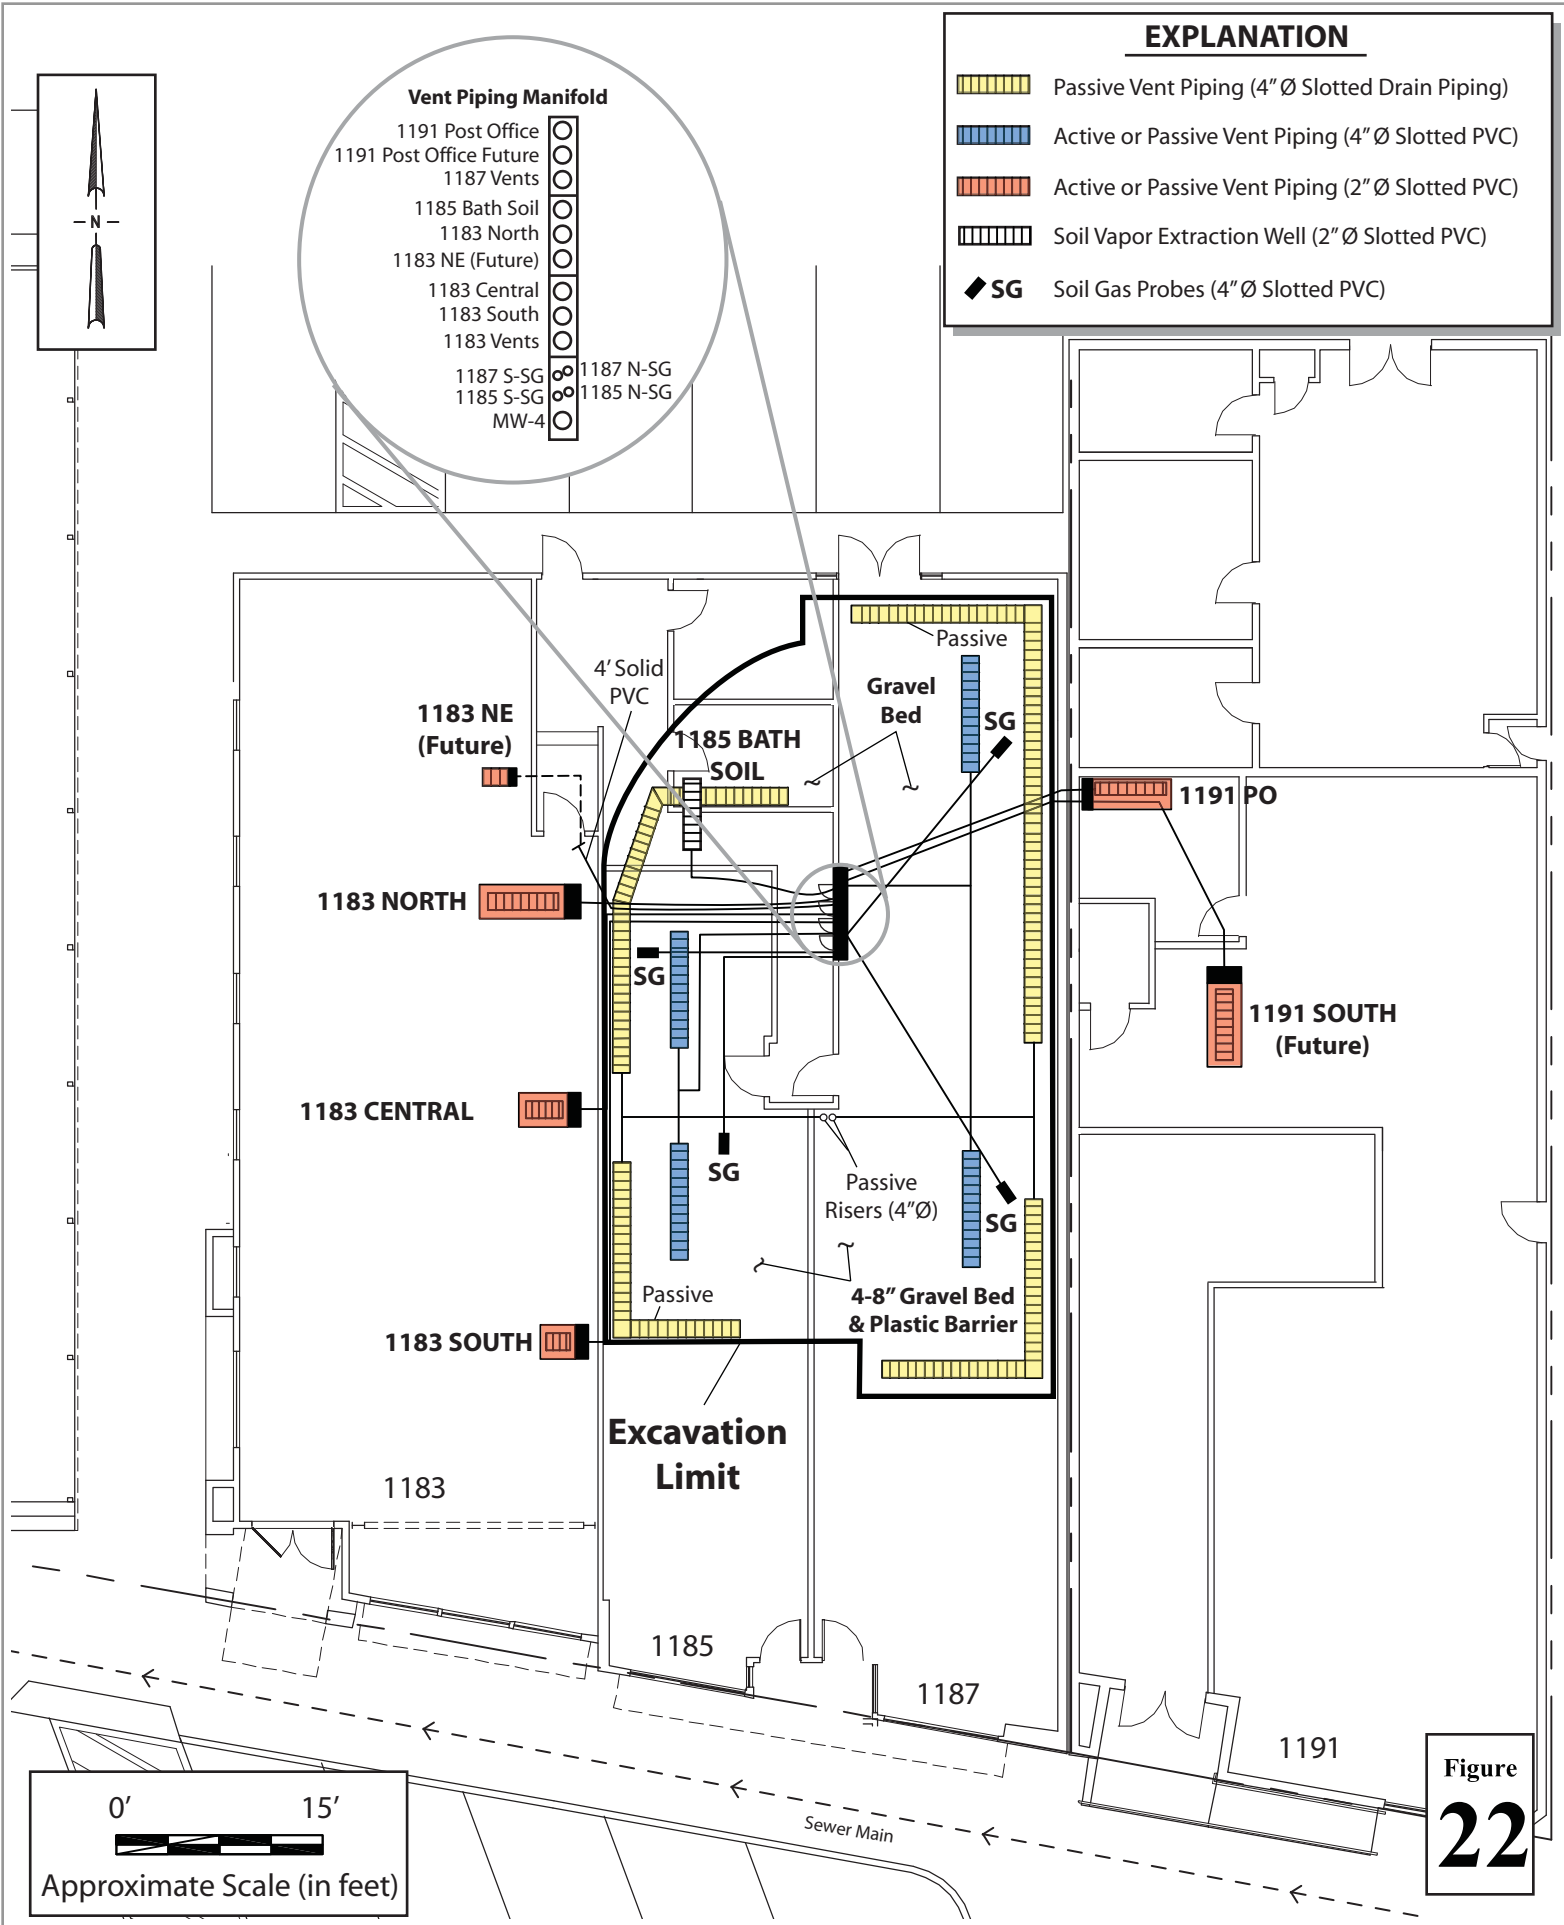 EXPLANATION
Passive Vent Piping (4”Ø Slotted Drain Piping)
Active or Passive Vent Piping (4”Ø Slotted PVC)
Active or Passive Vent Piping (2”Ø Slotted PVC)
Soil Vapor Extraction Well (2”Ø Slotted PVC)
SG Soil Gas Probes (4”Ø Slotted PVC)
N
Vent Piping Manifold
1191 Post Office
1191 Post Office Future
1187 Vents
1185 Bath Soil
1183 North
1183 NE (Future)
1183 Central
1183 South
1183 Vents
1187 S-SG 1187 N-SG
1185 S-SG 1185 N-SG
MW-4
Passive
4’ Solid
PVC
Gravel
Bed
1183 NE
(Future)
SG
1185 BATH
SOIL
1191 PO
1183 NORTH
SG
1191 SOUTH
(Future)
1183 CENTRAL
SG
Passive
Risers (4”Ø)
SG
Passive
4-8” Gravel Bed
& Plastic Barrier
1183 SOUTH
Excavation
Limit
1183
1185
1187
1191
Sewer Main
0’ 15’
Approximate Scale (in feet)
Figure
22